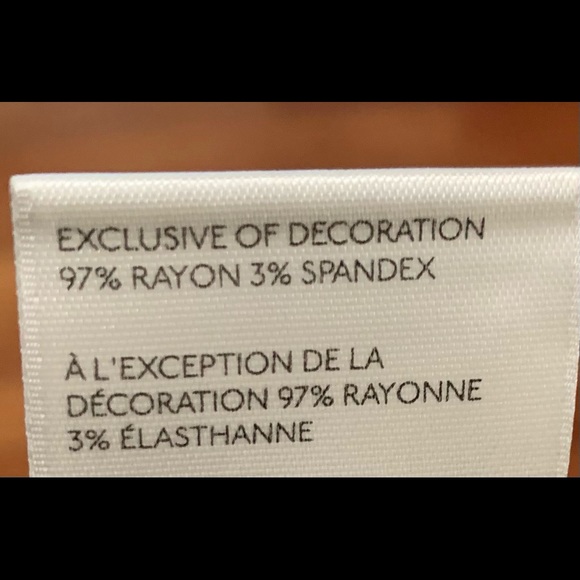 EXCLUSIVE OF DECORATION
97% RAYON 3% SPANDEX
À L'EXCEPTION DE LA
DÉCORATION 97% RAYONNE
3% ÉLASTHANNE